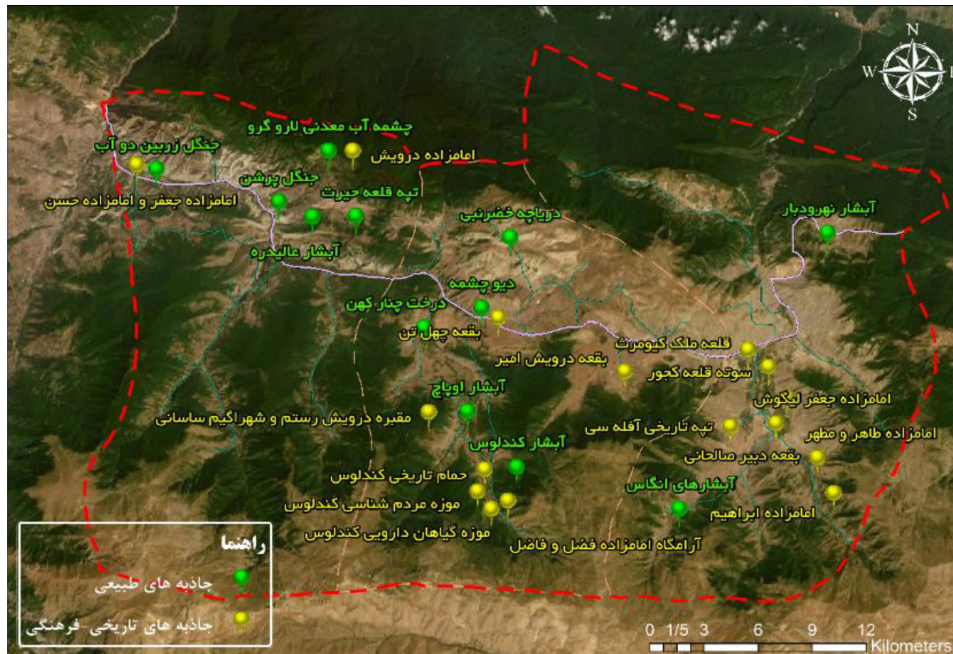 N
W
E
S
چشمه آب معدنی لارو گرو
جنگل زربین دو آب
امامزاده درویش
جنگل پرشن
تپه قلعه حیرت
امامزاده جعفر و امامزاده حسن
دریاچه خضرنبی
آبشار نهرودبار
آبشار عالیدره
دیو چشمه
درخت چنار کهن
بقعه چهل تن
قلعه ملک کیومرث
بقعه درویش امیر
سوته قلعه کجور
آبشار اوپاچ
امامزاده جعفر لیگوش
مقبره درویش رستم و شهراگیم ساسانی
تپه تاریخی آفله سی
امامزاده طاهر و مطهر
آبشار کندلوس
بقعه دبیر صالحانی
حمام تاریخی کندلوس
آبشارهای انگاس
موزه مردم شناسی کندلوس
امامزاده ابراهیم
موزه گیاهان دارویی کندلوس
آرامگاه امامزاده فضل و فاضل
راهنما
جاذبه های طبیعی
جاذبه های تاریخی فرهنگی
0 1/5 3 6 9 12
Kilometers